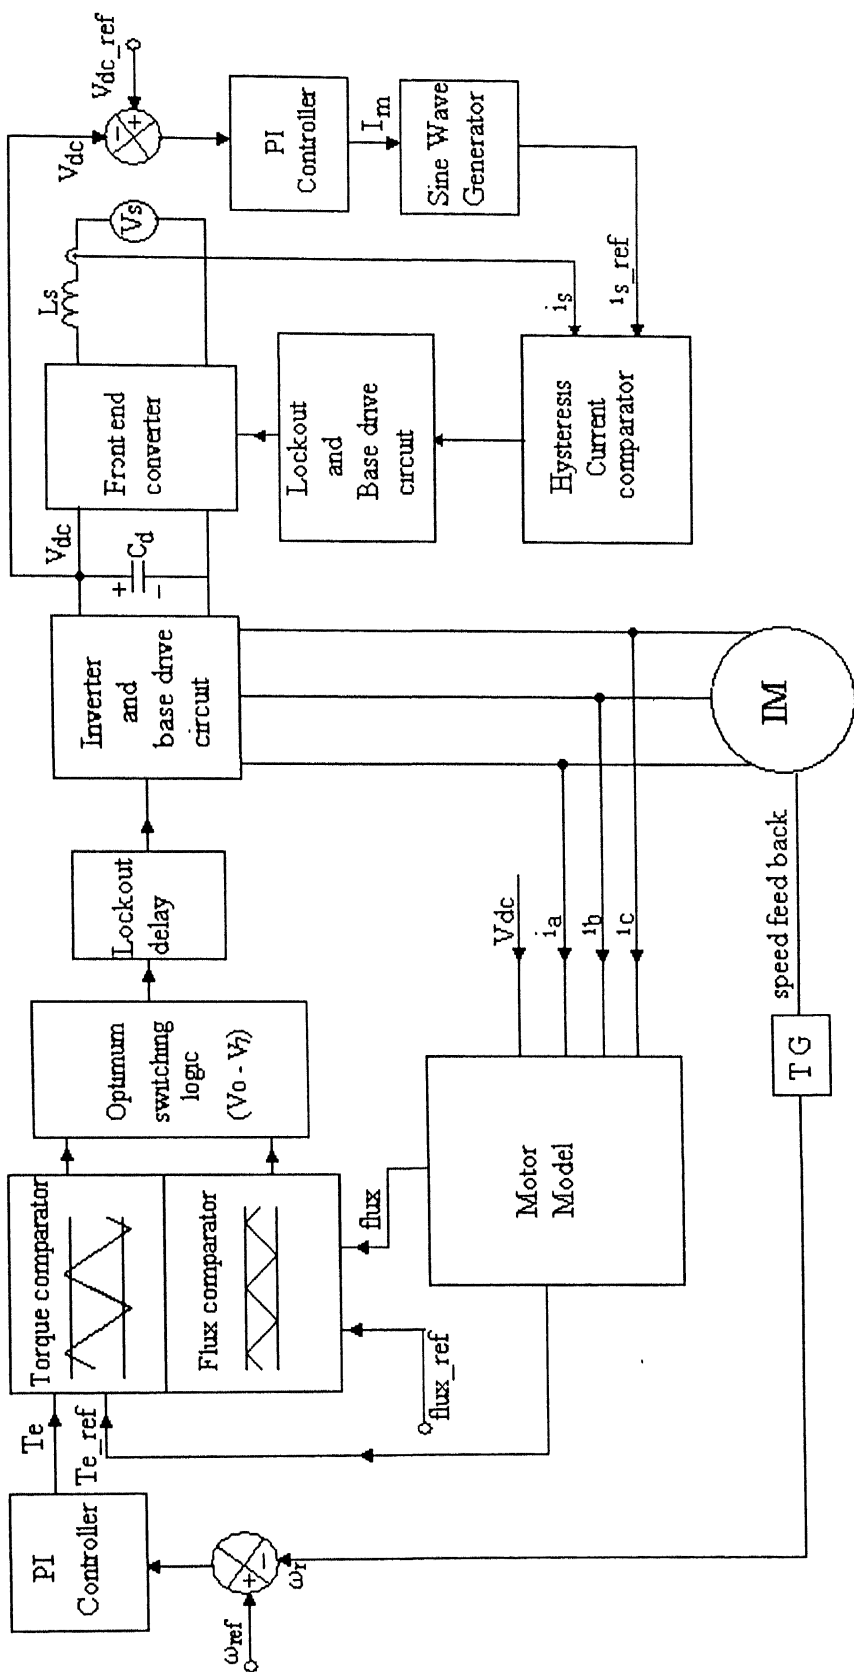 ωref
+
-
ωr
PI
Controller
Te
Te_ref
Torque comparator
Flux comparator
flux_ref
flux
Optimum
switching
logic
(V0 - V7)
Lockout
delay
Inverter
and
base drive
circuit
Vdc
+
Cd
-
Front end
converter
Ls
Vs
Vdc
-
+
Vdc_ref
PI
Controller
Im
Sine Wave
Generator
is
is_ref
Lockout
and
Base drive
circuit
Hysteresis
Current
comparator
Motor
Model
Vdc
ia
ib
ic
IM
speed feed back
TG